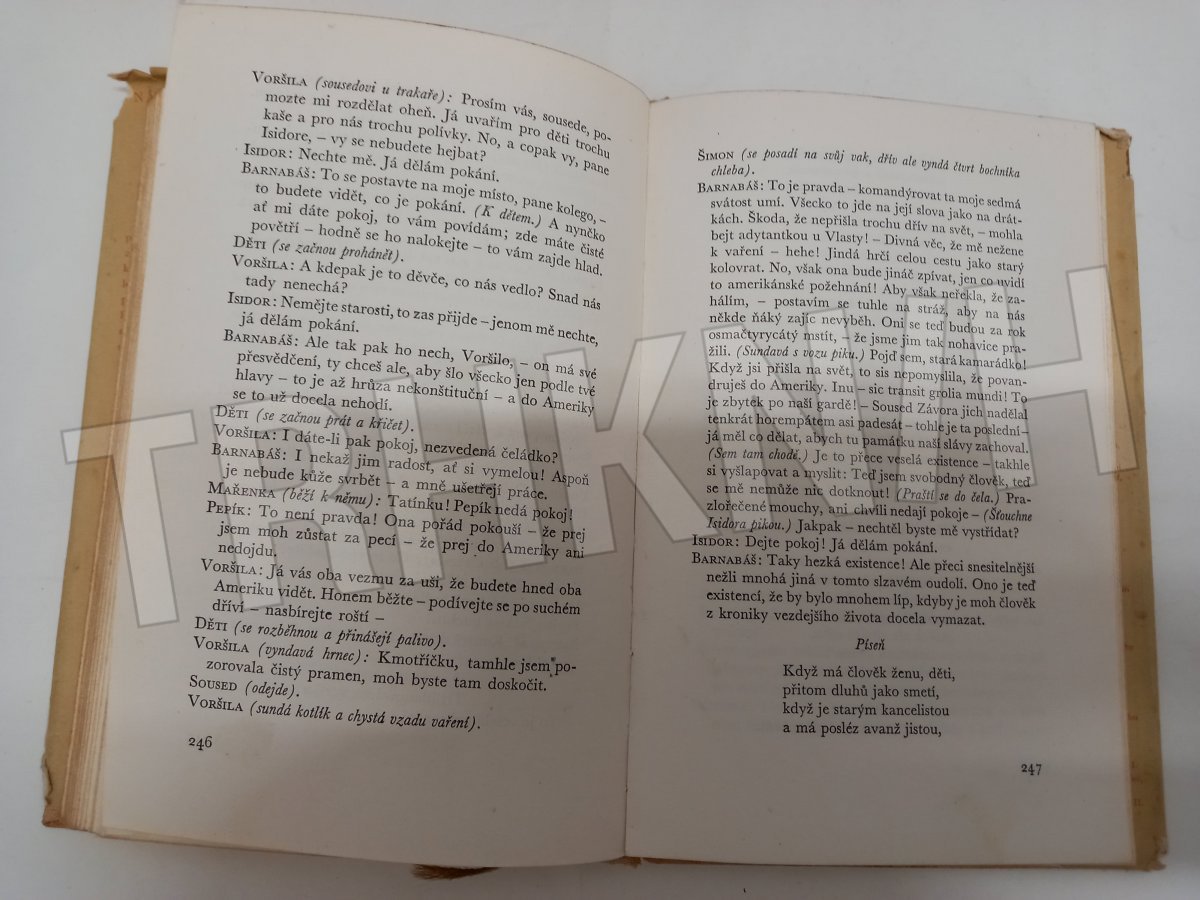 Voršila (sousedovi u trakaře): Prosím vás, sousede, po-
mozte mi rozdělat oheň. Já uvařím pro děti trochu
kaše a pro nás trochu polívky. No, a copak vy, pane
Isidore, – vy se nebudete hejbat?
Isidor: Nechte mě. Já dělám pokání.
Barnabáš: To se postavte na moje místo, pane kolego, –
to budete vidět, co je pokání. (K dětem.) A nynčko
ať mi dáte pokoj, to vám povídám; zde máte čisté
povětří – hodně se ho nalokejte – to vám zajde hlad.
Děti (se začnou prohánět).
Voršila: A kdepak je to děvče, co nás vedlo? Snad nás
tady nenechá?
Isidor: Nemějte starosti, to zas přijde – jenom mě nechte,
já dělám pokání.
Barnabáš: Ale tak pak ho nech, Voršilo, – on má své
přesvědčení, ty chceš ale, aby šlo všecko jen podle tvé
hlavy – to je až hrůza nekonštituční – a do Ameriky
se to už docela nehodí.
Děti (se začnou prát a křičet).
Voršila: I dáte-li pak pokoj, nezvedená čeládko?
Barnabáš: I nekaž jim radost, ať si vymelou! Aspoň
je nebude kůže svrbět – a mně ušetřejí práce.
Mařenka (běží k němu): Tatínku! Pepík nedá pokoj!
Pepík: To není pravda! Ona pořád pokouší – že prej
jsem moh zůstat za pecí – že prej do Ameriky ani
nedojdu.
Voršila: Já vás oba vezmu za uši, že budete hned oba
Ameriku vidět. Honem běžte – podívejte se po suchém
dříví – nasbírejte roští –
Děti (se rozběhnou a přinášejí palivo).
Voršila (vyndavá hrnec): Kmotříčku, tamhle jsem po-
zorovala čistý pramen, moh byste tam doskočit.
Soused (odejde).
Voršila (sundá kotlík a chystá vzadu vaření).
246
Šimon (se posadí na svůj vak, dřív ale vyndá čtvrt bochníka
chleba).
Barnabáš: To je pravda – komandýrovat ta moje sedmá
svátost umí. Všecko to jde na její slova jako na drát-
kách. Škoda, že nepřišla trochu dřív na svět, – mohla
bejt adytantkou u Vlasty! – Divná věc, že mě nežene
k vaření – hehe! Jindá hrčí celou cestu jako starý
kolovrat. No, však ona bude jináč zpívat, jen co uvidí
to amerikánské požehnání! Aby však neřekla, že za-
hálím, – postavím se tuhle na stráž, aby na nás
někde ňáký zajíc nevyběh. Oni se teď budou za rok
osmačtyrycátý mstít, – že jsme jim tak nohavice pra-
žili. (Sundavá s vozu piku.) Pojď sem, stará kamarádko!
Když jsi přišla na svět, to sis nepomyslila, že povan-
druješ do Ameriky. Inu – sic transit grolia mundi! To
je zbytek po naší gardě! – Soused Závora jich nadělal
tenkrát horempátem asi padesát – tohle je ta poslední –
já měl co dělat, abych tu památku naší slávy zachoval.
(Sem tam chodě.) Je to přece veselá existence – takhle
si vyšlapovat a myslit: Teď jsem svobodný člověk, teď
se mě nemůže nic dotknout! (Praští se do čela.) Pra-
zlořečené mouchy, ani chvíli nedají pokoje – (Šťouchne
Isidora pikou.) Jakpak – nechtěl byste mě vystřídat?
Isidor: Dejte pokoj! Já dělám pokání.
Barnabáš: Taky hezká existence! Ale přeci snesitelnější
nežli mnohá jiná v tomto slzavém oudolí. Ono je teď
existencí, že by bylo mnohem líp, kdyby je moh člověk
z kroniky vezdejšího života docela vymazat.
Píseň
Když má člověk ženu, děti,
přitom dluhů jako smetí,
když je starým kancelistou
a má posléz avanž jistou,
247
TRHKNIH